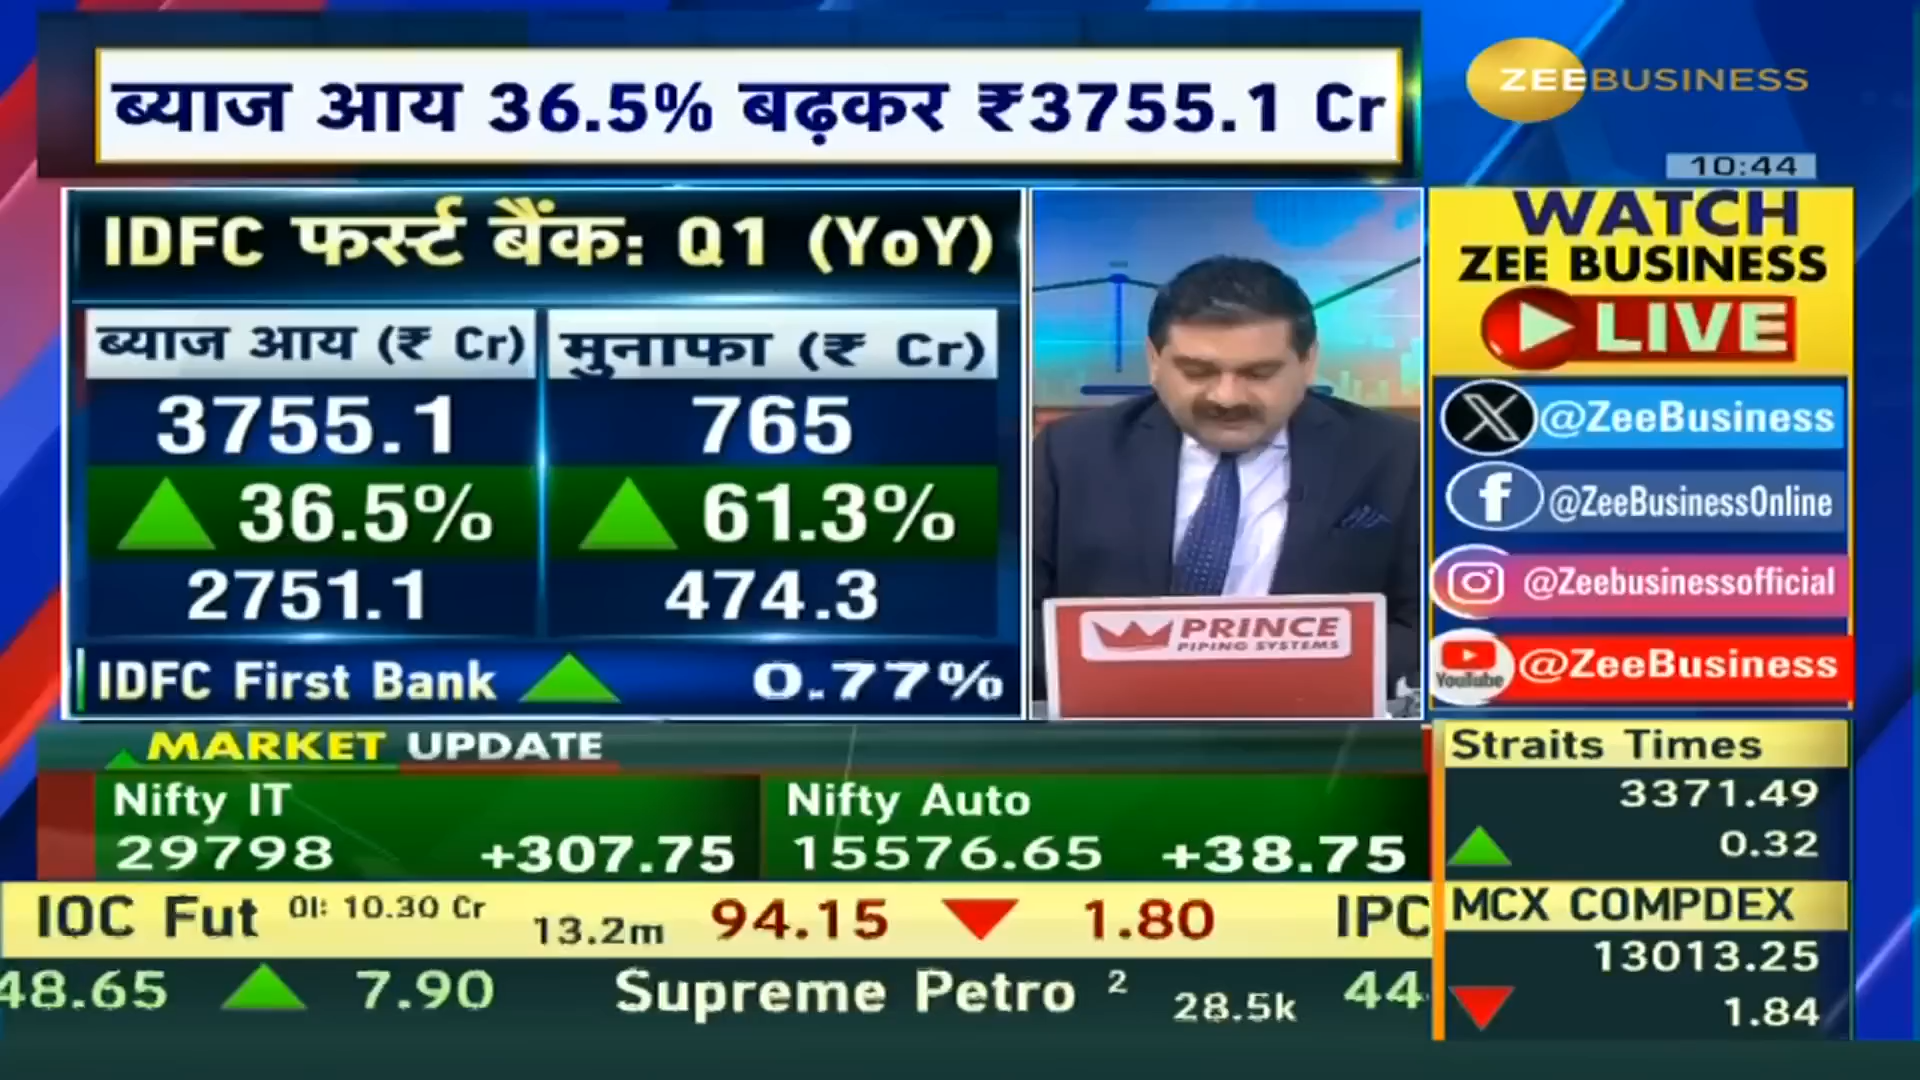 ब्याज आय 36.5% बढ़कर ₹3755.1 Cr
ZEEBUSINESS
10:44
IDFC फर्स्ट बैंक: Q1 (YoY)
ब्याज आय (₹ Cr) मुनाफा (₹ Cr)
3755.1 765
36.5% 61.3%
2751.1 474.3
IDFC First Bank 0.77%
PRINCE
PIPING SYSTEMS
WATCH
ZEE BUSINESS
LIVE
@ZeeBusiness
@ZeeBusinessOnline
@Zeebusinessofficial
YouTube @ZeeBusiness
MARKET UPDATE
Nifty IT Nifty Auto
29798 +307.75 15576.65 +38.75
Straits Times
3371.49
0.32
MCX COMPDEX
13013.25
1.84
IOC Fut OI: 10.30 Cr 13.2m 94.15 1.80 IPC
48.65 7.90 Supreme Petro 2 28.5k 44